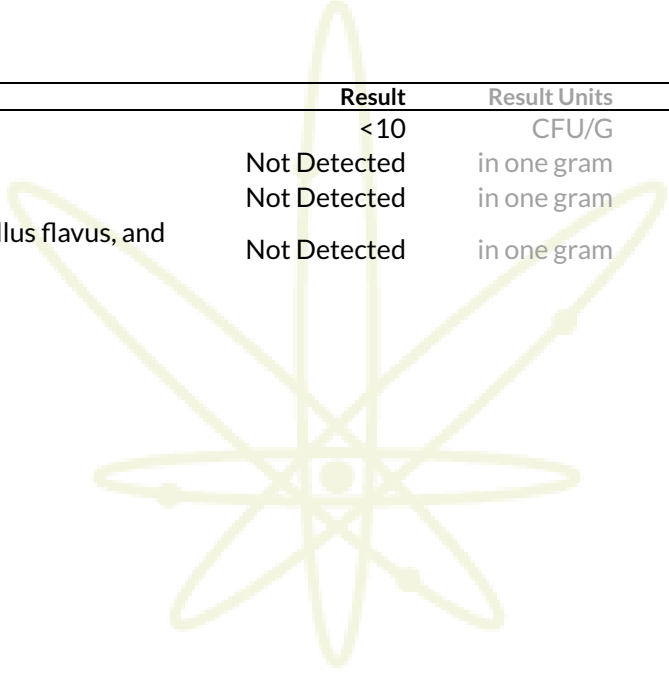 Result Result Units
<10 CFU/G
Not Detected in one gram
Not Detected in one gram
flavus, and
Not Detected in one gram